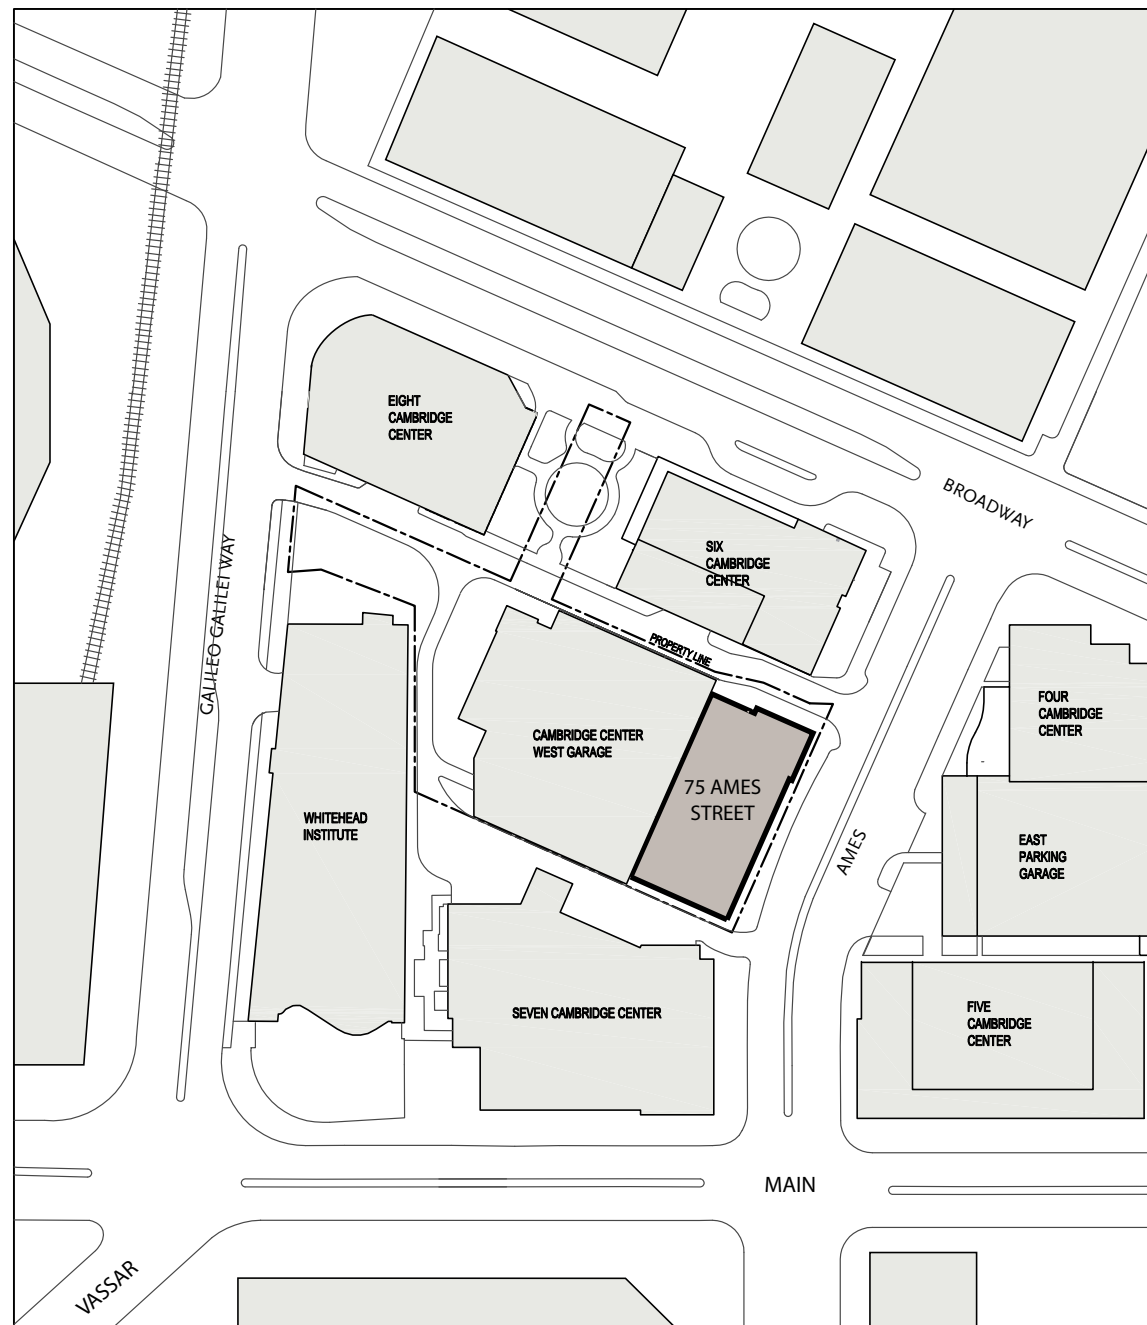 EIGHT
CAMBRIDGE
CENTER
BROADWAY
SIX
CAMBRIDGE
CENTER
GALILEO GALILEI WAY
PROPERTY LINE
FOUR
CAMBRIDGE
CENTER
CAMBRIDGE CENTER
WEST GARAGE
75 AMES
STREET
WHITEHEAD
INSTITUTE
AMES
EAST
PARKING
GARAGE
SEVEN CAMBRIDGE CENTER
FIVE
CAMBRIDGE
CENTER
MAIN
VASSAR